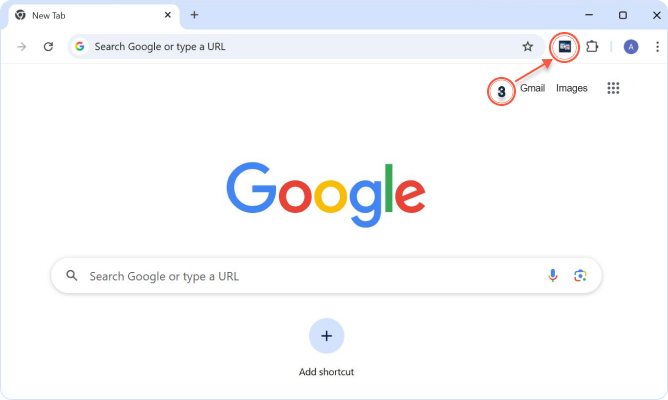 New Tab
Search Google or type a URL
A
3
Gmail Images
Google
Search Google or type a URL
Add shortcut